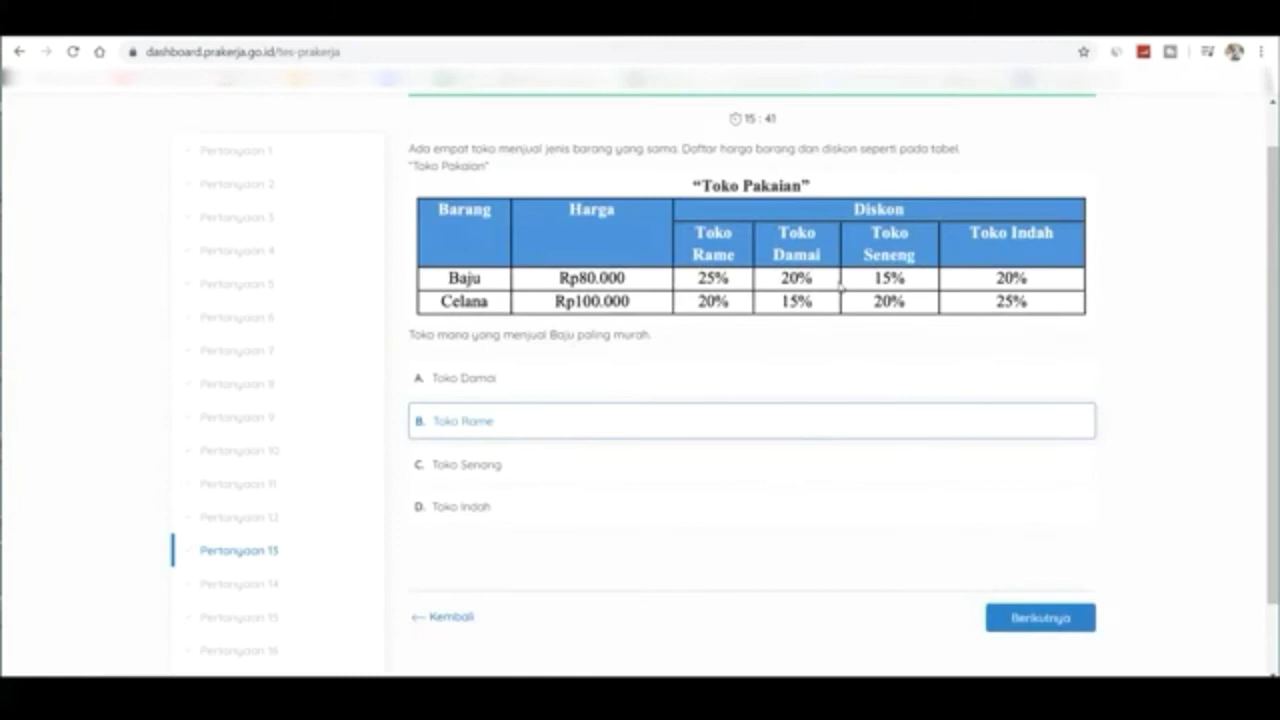 dashboard.prakerja.go.id/tes-prakerja
15 : 41
Pertanyaan 1
Pertanyaan 2
Pertanyaan 3
Pertanyaan 4
Pertanyaan 5
Pertanyaan 6
Pertanyaan 7
Pertanyaan 8
Pertanyaan 9
Pertanyaan 10
Pertanyaan 11
Pertanyaan 12
Pertanyaan 13
Pertanyaan 14
Pertanyaan 15
Pertanyaan 16
Ada empat toko menjual jenis barang yang sama. Daftar harga barang dan diskon seperti pada tabel.
"Toko Pakaian"
“Toko Pakaian”
Barang Harga Diskon
Toko Rame Toko Damai Toko Seneng Toko Indah
Baju Rp80.000 25% 20% 15% 20%
Celana Rp100.000 20% 15% 20% 25%
Toko mana yang menjual Baju paling murah.
A. Toko Damai
B. Toko Rame
C. Toko Senang
D. Toko Indah
← Kembali
Berikutnya